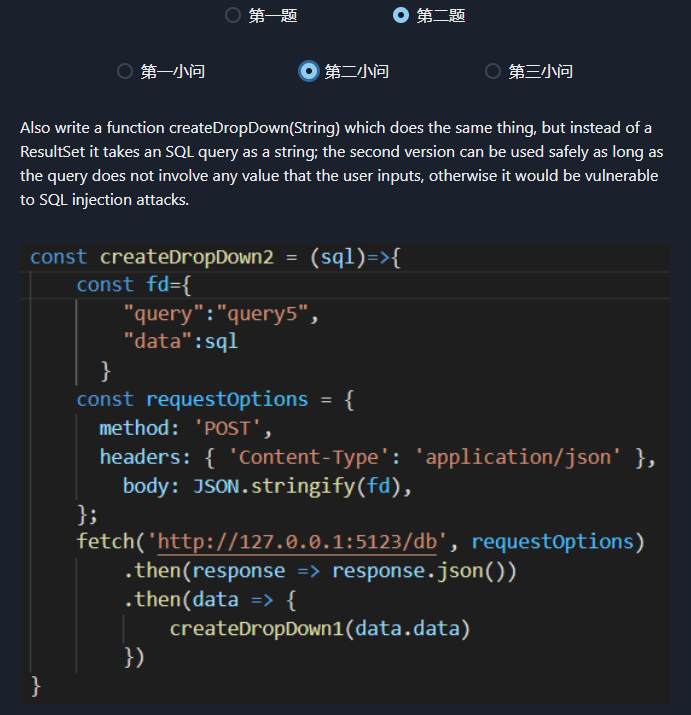 第一题 第二题
第一小问 第二小问 第三小问
Also write a function createDropDown(String) which does the same thing, but instead of a
ResultSet it takes an SQL query as a string; the second version can be used safely as long as
the query does not involve any value that the user inputs, otherwise it would be vulnerable
to SQL injection attacks.
const createDropDown2 = (sql)=>{
const fd={
"query":"query5",
"data":sql
}
const requestOptions = {
method: 'POST',
headers: { 'Content-Type': 'application/json' },
body: JSON.stringify(fd),
};
fetch('http://127.0.0.1:5123/db', requestOptions)
.then(response => response.json())
.then(data => {
createDropDown1(data.data)
})
}